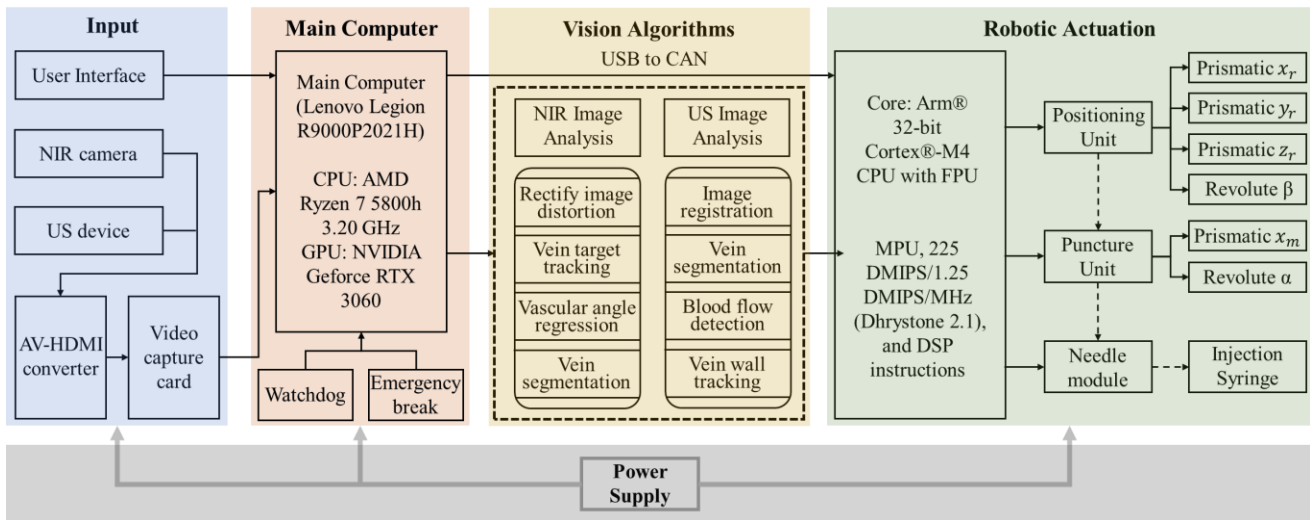 Input
User Interface
NIR camera
US device
AV-HDMI
converter
Video
capture
card
Main Computer
Main Computer
(Lenovo Legion
R9000P2021H)
CPU: AMD
Ryzen 7 5800h
3.20 GHz
GPU: NVIDIA
Geforce RTX
3060
Watchdog
Emergency
break
Vision Algorithms
USB to CAN
NIR Image
Analysis
Rectify image
distortion
Vein target
tracking
Vascular angle
regression
Vein
segmentation
US Image
Analysis
Image
registration
Vein
segmentation
Blood flow
detection
Vein wall
tracking
Robotic Actuation
Core: Arm®
32-bit
Cortex®-M4
CPU with FPU
MPU, 225
DMIPS/1.25
DMIPS/MHz
(Dhrystone 2.1),
and DSP
instructions
Positioning
Unit
Puncture
Unit
Needle
module
Prismatic xᵣ
Prismatic yᵣ
Prismatic zᵣ
Revolute β
Prismatic xₘ
Revolute α
Injection
Syringe
Power
Supply